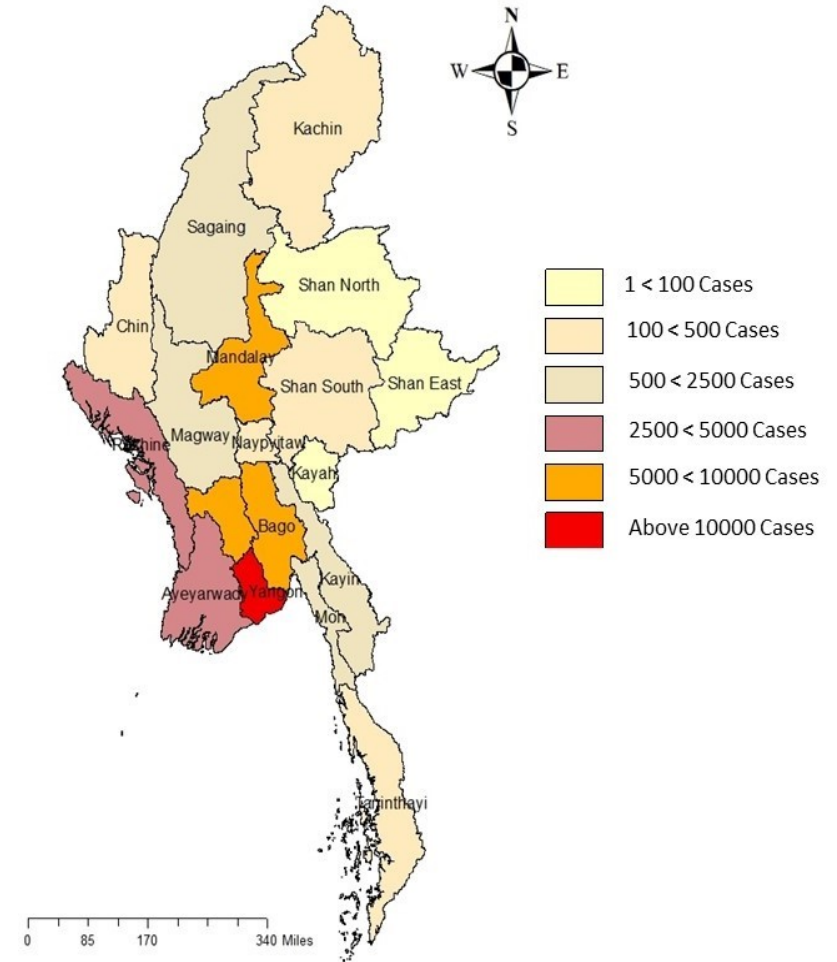 N
W E
S
Kachin
Sagaing
Shan North
Chin
Mandalay
Shan South
Shan East
Magway
Naypyitaw
Rakhine
Kayah
Bago
Ayeyarwady
Yangon
Kayin
Mon
Taninthayi
1 < 100 Cases
100 < 500 Cases
500 < 2500 Cases
2500 < 5000 Cases
5000 < 10000 Cases
Above 10000 Cases
0 85 170 340 Miles